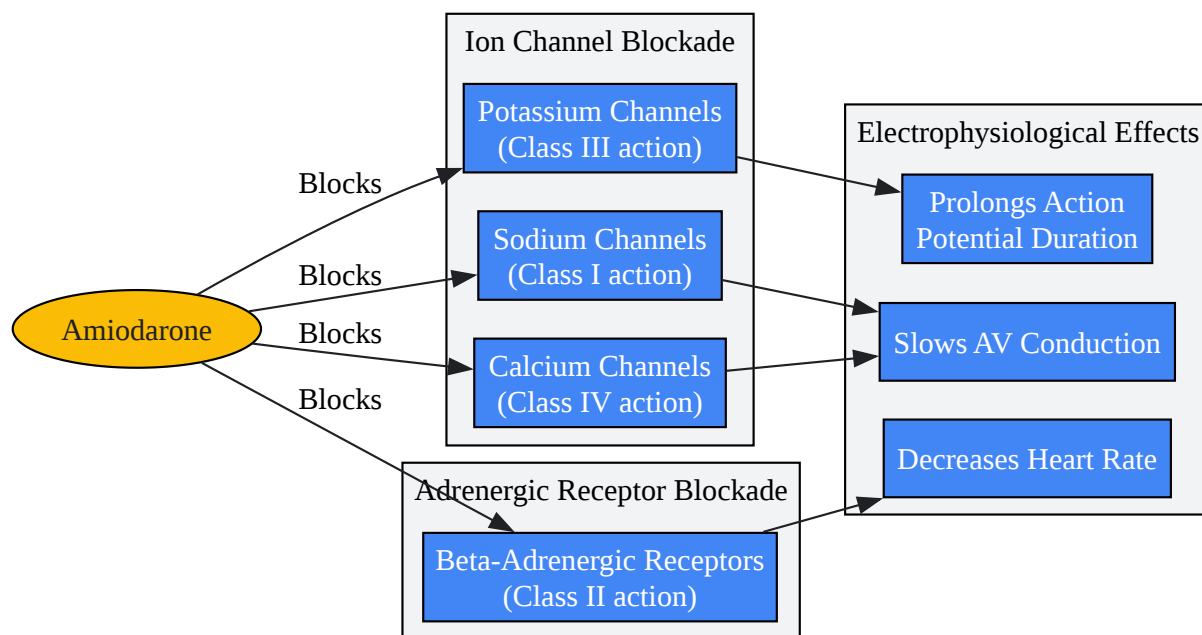 Ion Channel Blockade
Potassium Channels
(Class III action)
Electrophysiological Effects
Blocks
Prolongs Action
Potential Duration
Sodium Channels
(Class I action)
Blocks
Amiodarone
Blocks
Slows AV Conduction
Calcium Channels
(Class IV action)
Blocks
Decreases Heart Rate
Adrenergic Receptor Blockade
Beta-Adrenergic Receptors
(Class II action)